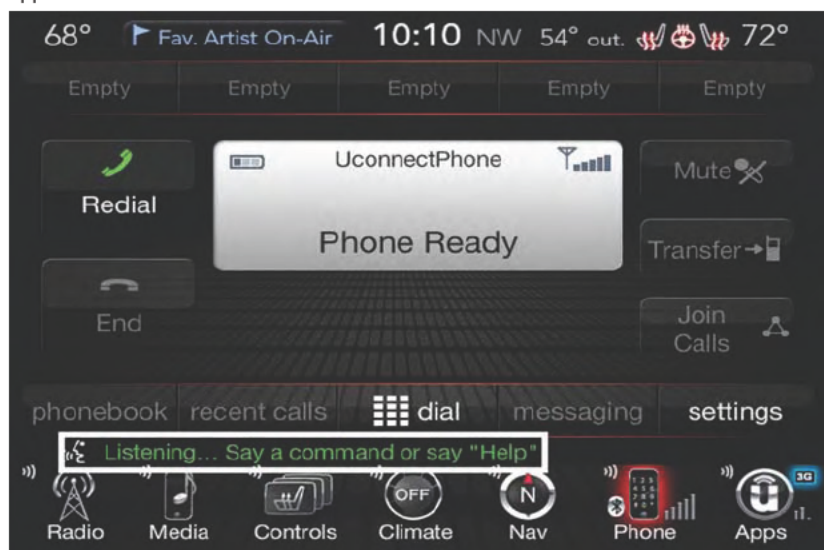 68° Fav. Artist On-Air 10:10 NW 54° out. 72°
Empty Empty Empty Empty Empty
UconnectPhone
Redial
Mute
Phone Ready
Transfer
End
Join
Calls
phonebook recent calls dial messaging settings
Listening... Say a command or say "Help"
3G
OFF N
Radio Media Controls Climate Nav Phone Apps